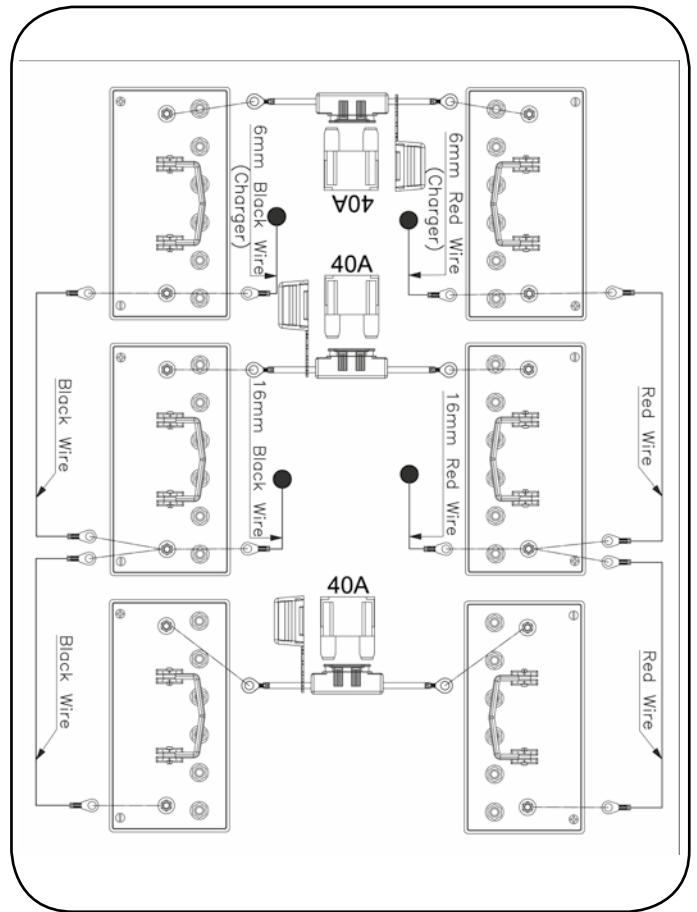 40A
6mm Black Wire
(Charger)
6mm Red Wire
(Charger)
40A
Black Wire
16mm Black Wire
16mm Red Wire
Red Wire
40A
Black Wire
Red Wire